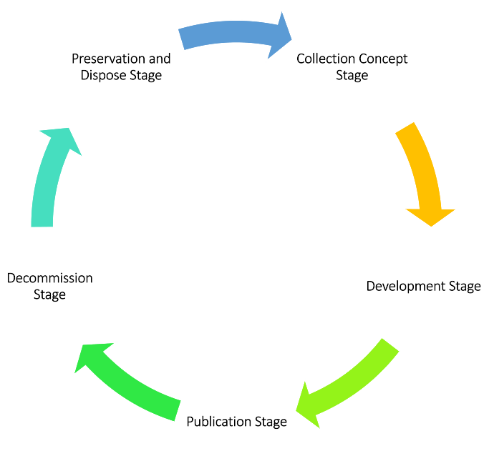 Preservation and
Dispose Stage
Collection Concept
Stage
Development Stage
Publication Stage
Decommission
Stage